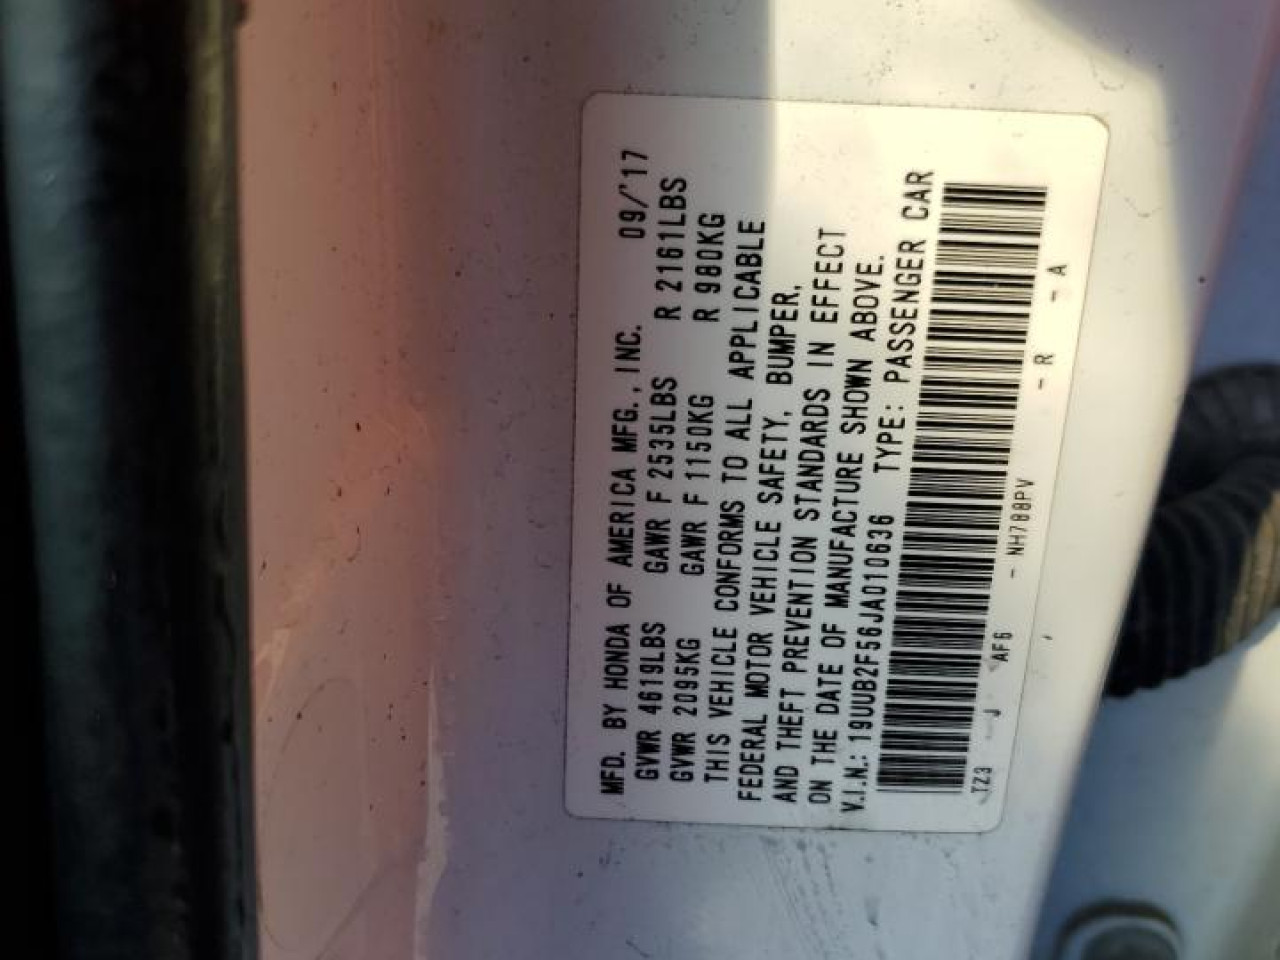 MFD. BY HONDA OF AMERICA MFG., INC. 09/'17
GVWR 4619LBS GAWR F 2535LBS R 2161LBS
GVWR 2095KG GAWR F 1150KG R 980KG
THIS VEHICLE CONFORMS TO ALL APPLICABLE
FEDERAL MOTOR VEHICLE SAFETY, BUMPER,
AND THEFT PREVENTION STANDARDS IN EFFECT
ON THE DATE OF MANUFACTURE SHOWN ABOVE.
V.I.N.: 19UUB2F56JA010636 TYPE: PASSENGER CAR
TZ3 J AF6 - NH788PV - R - A